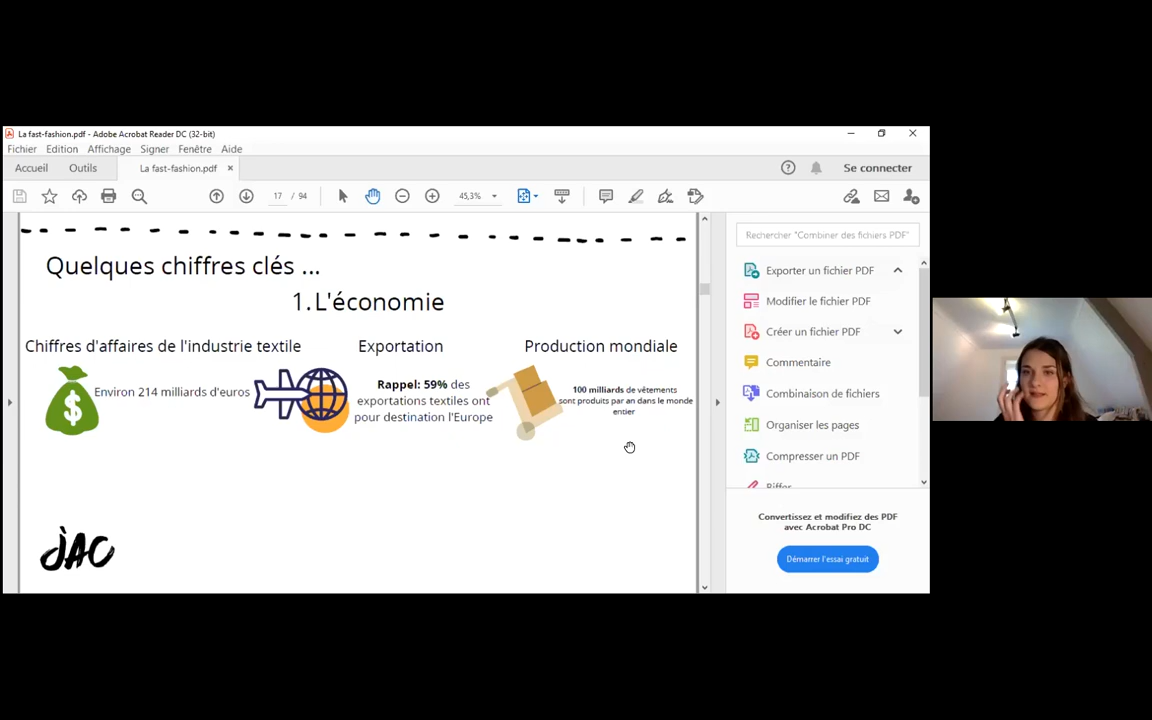 La fast-fashion.pdf - Adobe Acrobat Reader DC (32-bit)
Fichier Edition Affichage Signer Fenêtre Aide
Accueil Outils La fast-fashion.pdf × Se connecter
17 / 94 45,3%
Quelques chiffres clés ...
1.L'économie
Chiffres d'affaires de l'industrie textile
Environ 214 milliards d'euros
$
Exportation
Rappel: 59% des
exportations textiles ont
pour destination l'Europe
Production mondiale
100 milliards de vêtements
sont produits par an dans le monde
entier
JAC
Rechercher "Combiner des fichiers PDF"
Exporter un fichier PDF
Modifier le fichier PDF
Créer un fichier PDF
Commentaire
Combinaison de fichiers
Organiser les pages
Compresser un PDF
Convertissez et modifiez des PDF
avec Acrobat Pro DC
Démarrer l'essai gratuit